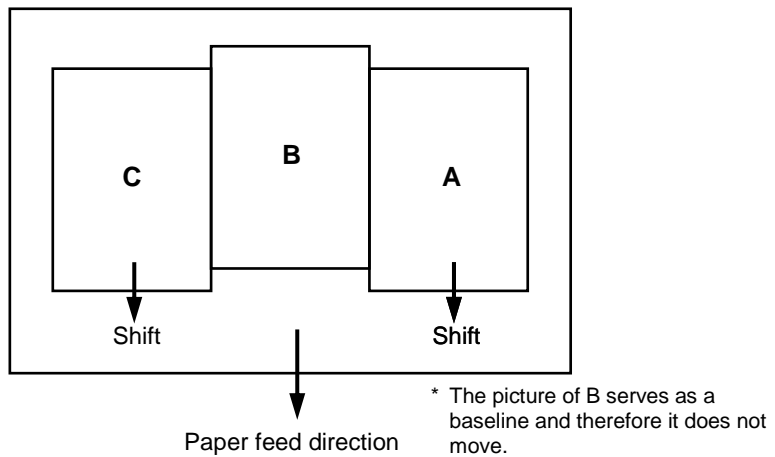 C
B
A
Shift
Shift
Paper feed direction
* The picture of B serves as a
baseline and therefore it does not
move.